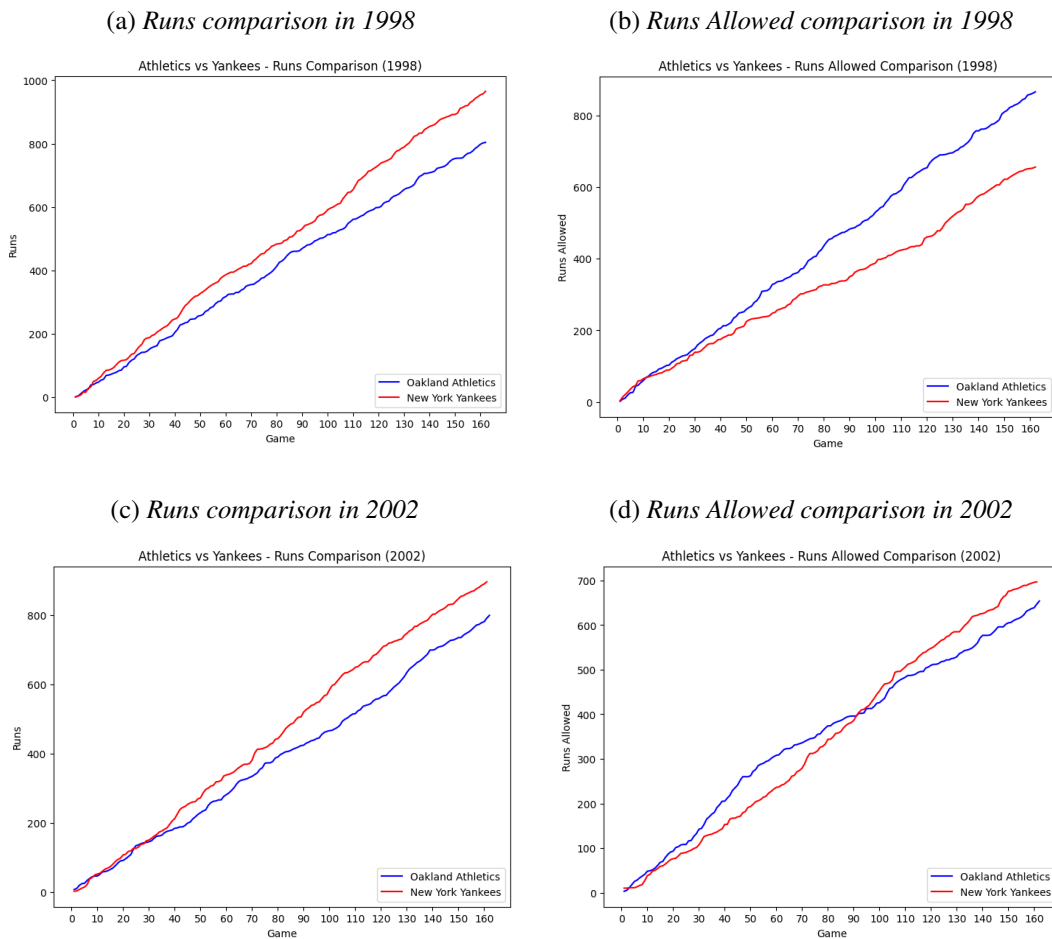 (a) Runs comparison in 1998
Athletics vs Yankees - Runs Comparison (1998)
1000
800
600
400
200
0
Runs
0 10 20 30 40 50 60 70 80 90 100 110 120 130 140 150 160
Game
Oakland Athletics
New York Yankees
(b) Runs Allowed comparison in 1998
Athletics vs Yankees - Runs Allowed Comparison (1998)
800
600
400
200
0
Runs Allowed
0 10 20 30 40 50 60 70 80 90 100 110 120 130 140 150 160
Game
Oakland Athletics
New York Yankees
(c) Runs comparison in 2002
Athletics vs Yankees - Runs Comparison (2002)
800
600
400
200
0
Runs
0 10 20 30 40 50 60 70 80 90 100 110 120 130 140 150 160
Game
Oakland Athletics
New York Yankees
(d) Runs Allowed comparison in 2002
Athletics vs Yankees - Runs Allowed Comparison (2002)
700
600
500
400
300
200
100
0
Runs Allowed
0 10 20 30 40 50 60 70 80 90 100 110 120 130 140 150 160
Game
Oakland Athletics
New York Yankees